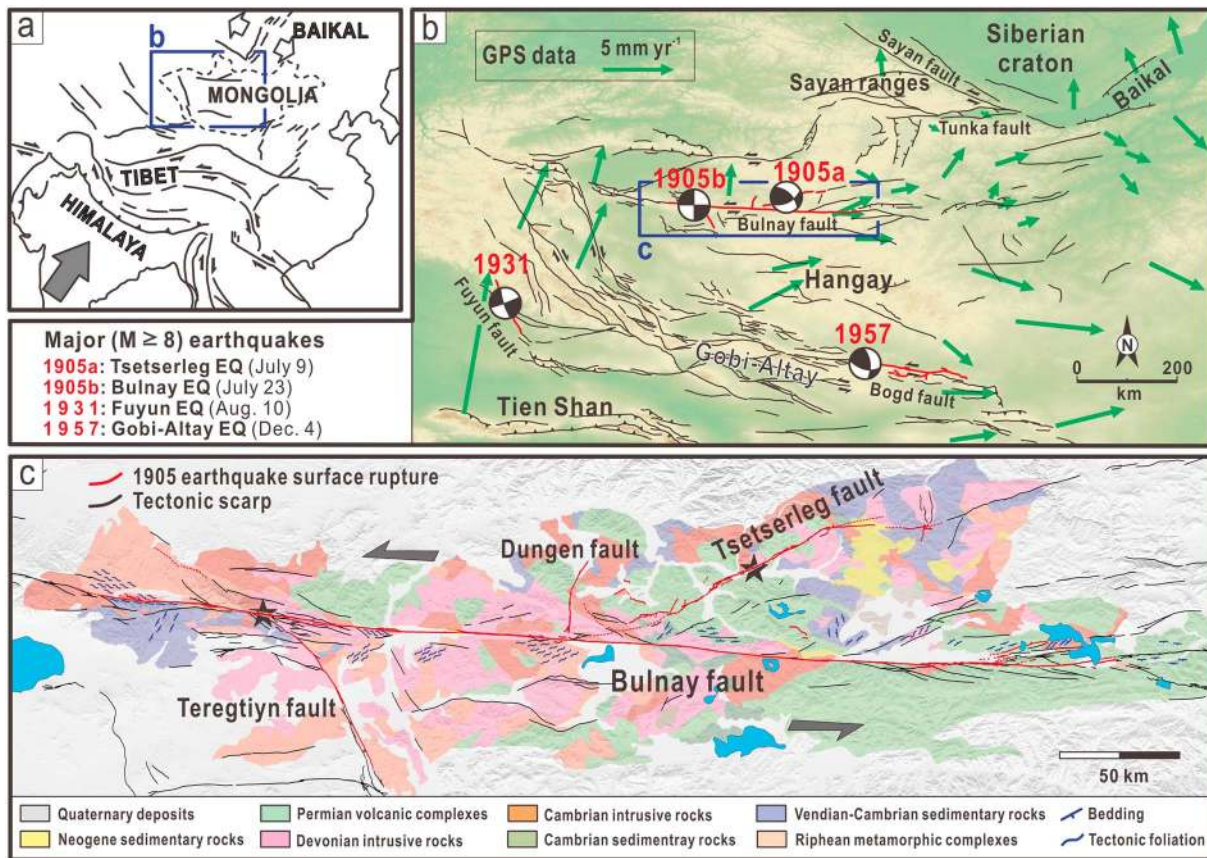 a
b
BAIKAL
MONGOLIA
TIBET
HIMALAYA
Major (M ≥ 8) earthquakes
1905a: Tsetserleg EQ (July 9)
1905b: Bulnay EQ (July 23)
1931: Fuyun EQ (Aug. 10)
1957: Gobi-Altay EQ (Dec. 4)
b
GPS data
5 mm yr⁻¹
Sayan fault
Siberian
craton
Baikal
Sayan ranges
Tunka fault
1905b
1905a
Bulnay fault
c
1931
Fuyun fault
Hangay
1957
Gobi-Altay
Bogd fault
Tien Shan
N
0 200
km
c
1905 earthquake surface rupture
Tectonic scarp
Dungen fault
Tsetserleg fault
Teregtiyn fault
Bulnay fault
50 km
Quaternary deposits
Permian volcanic complexes
Cambrian intrusive rocks
Vendian-Cambrian sedimentary rocks
Bedding
Neogene sedimentary rocks
Devonian intrusive rocks
Cambrian sedimentray rocks
Riphean metamorphic complexes
Tectonic foliation